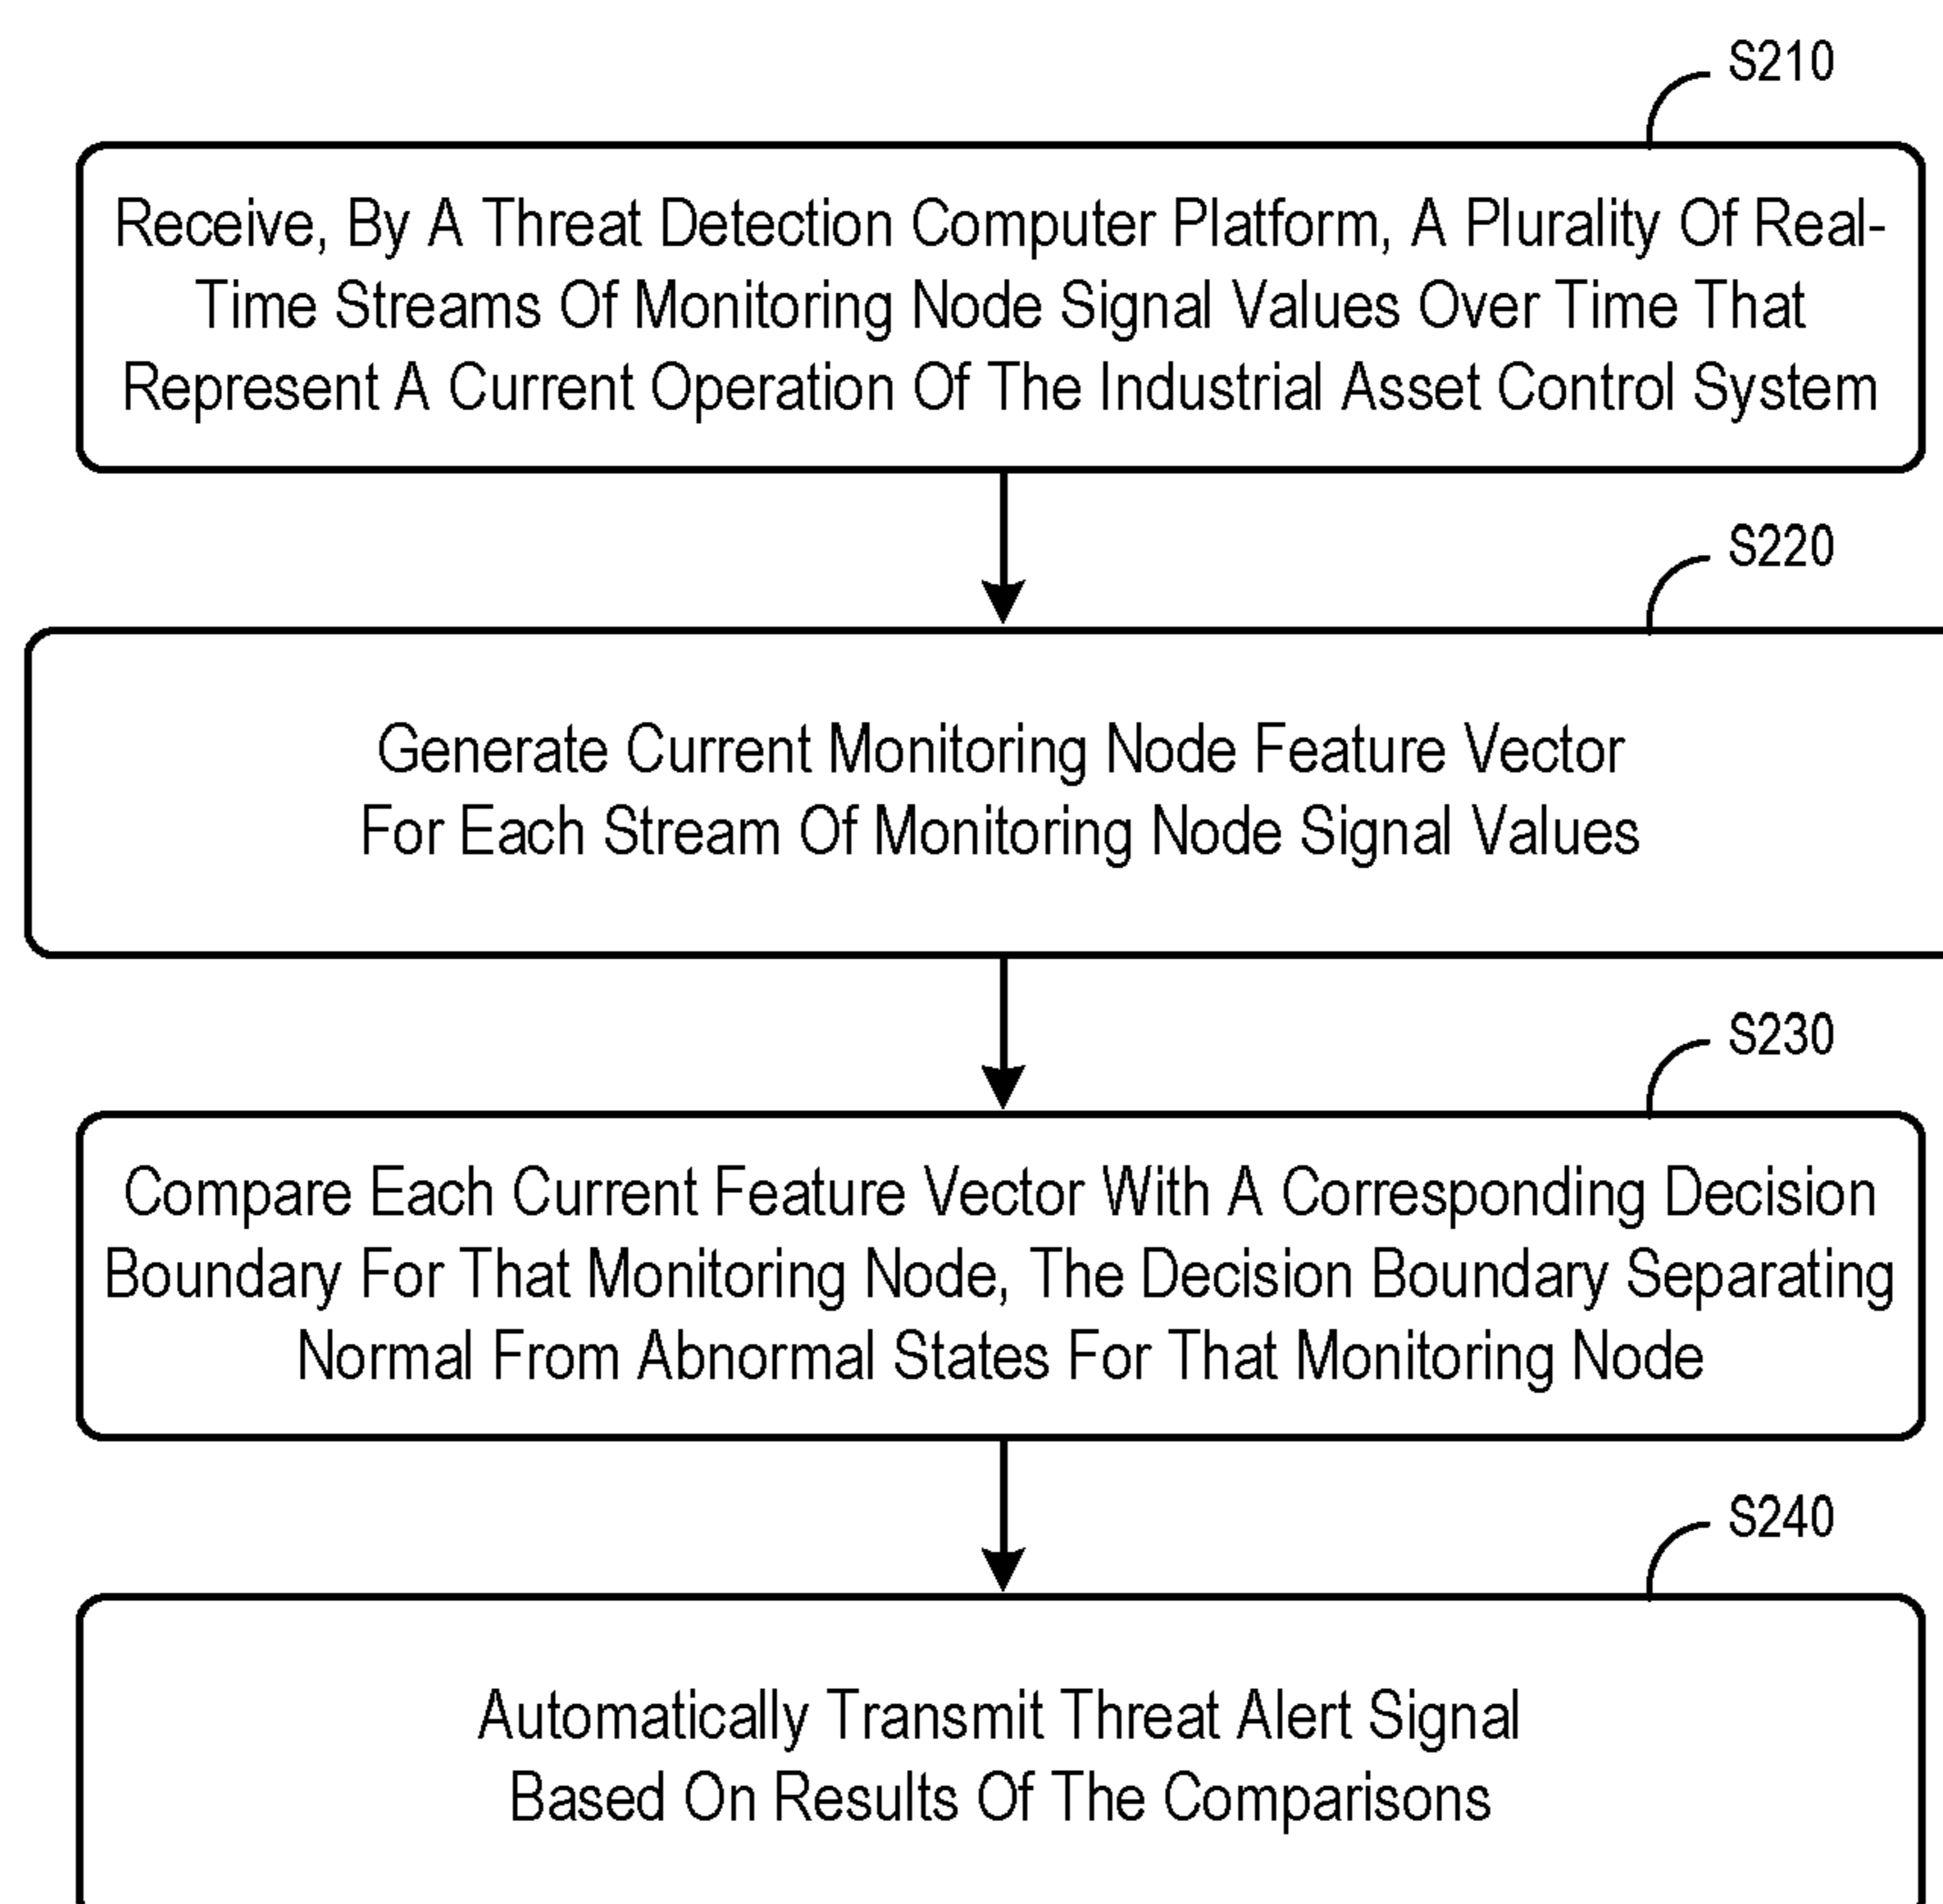 S210
Receive, By A Threat Detection Computer Platform, A Plurality Of Real-
Time Streams Of Monitoring Node Signal Values Over Time That
Represent A Current Operation Of The Industrial Asset Control System
S220
Generate Current Monitoring Node Feature Vector
For Each Stream Of Monitoring Node Signal Values
S230
Compare Each Current Feature Vector With A Corresponding Decision
Boundary For That Monitoring Node, The Decision Boundary Separating
Normal From Abnormal States For That Monitoring Node
S240
Automatically Transmit Threat Alert Signal
Based On Results Of The Comparisons